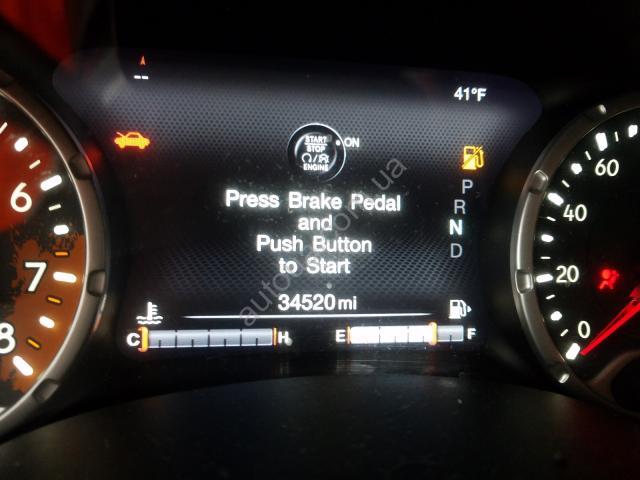 --
41°F
START
STOP
ENGINE
ON
Press Brake Pedal
and
Push Button
to Start
P
R
N
D
34520 mi
C H
E F
6
7
8
60
40
20
0